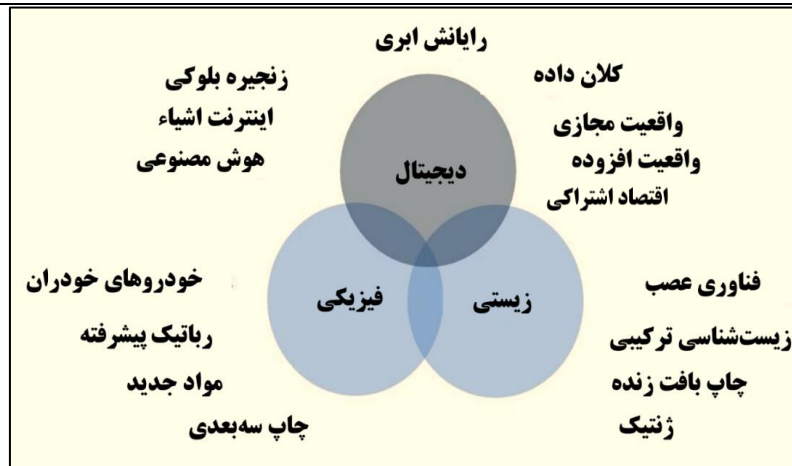 رایانش ابری
کلان داده
زنجیره بلوکی
واقعیت مجازی
اینترنت اشیاء
واقعیت افزوده
هوش مصنوعی
اقتصاد اشتراکی
دیجیتال
فناوری عصب
خودروهای خودران
زیستی
فیزیکی
زیست‌شناسی ترکیبی
رباتیک پیشرفته
چاپ بافت زنده
مواد جدید
ژنتیک
چاپ سه‌بعدی